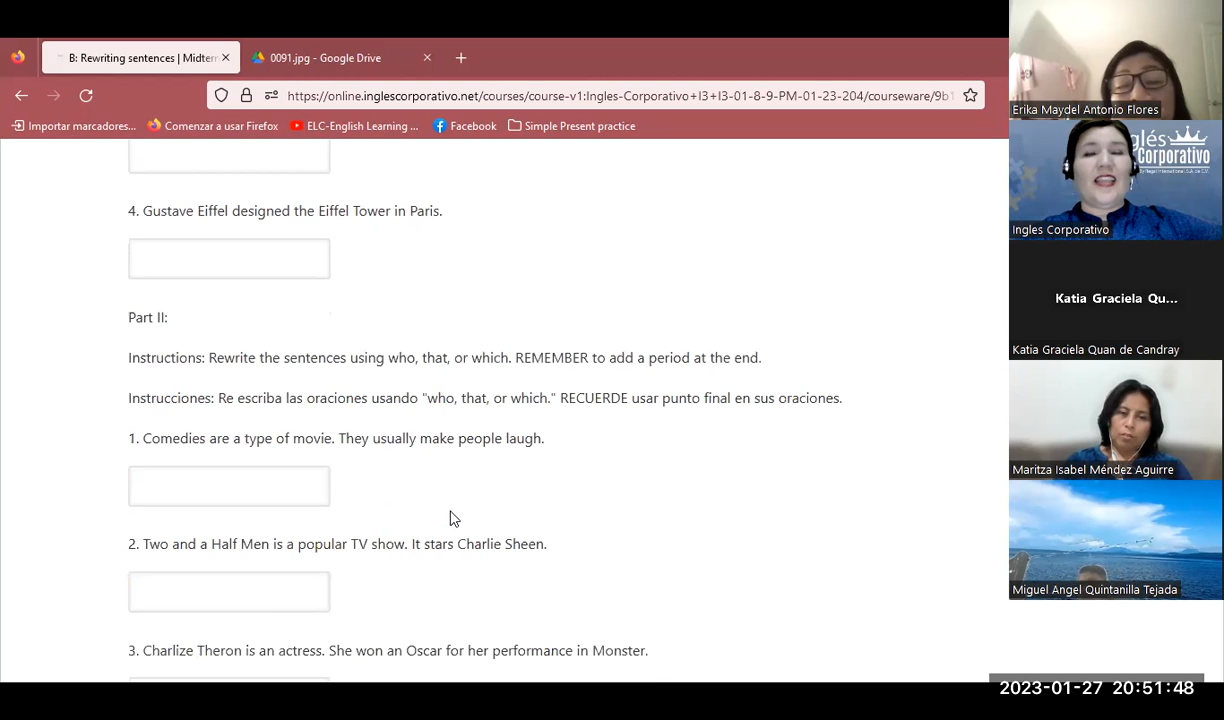 B: Rewriting sentences | Midterm
0091.jpg - Google Drive
https://online.inglescorporativo.net/courses/course-v1:Ingles-Corporativo+I3+I3-01-8-9-PM-01-23-204/courseware/9b1
Importar marcadores...
Comenzar a usar Firefox
ELC-English Learning ...
Facebook
Simple Present practice
4. Gustave Eiffel designed the Eiffel Tower in Paris.
Part II:
Instructions: Rewrite the sentences using who, that, or which. REMEMBER to add a period at the end.
Instrucciones: Re escriba las oraciones usando "who, that, or which." RECUERDE usar punto final en sus oraciones.
1. Comedies are a type of movie. They usually make people laugh.
2. Two and a Half Men is a popular TV show. It stars Charlie Sheen.
3. Charlize Theron is an actress. She won an Oscar for her performance in Monster.
Erika Maydel Antonio Flores
glés
Corporativo
Ingles Corporativo
Katia Graciela Qu...
Katia Graciela Quan de Candray
Maritza Isabel Méndez Aguirre
Miguel Angel Quintanilla Tejada
2023-01-27 20:51:48